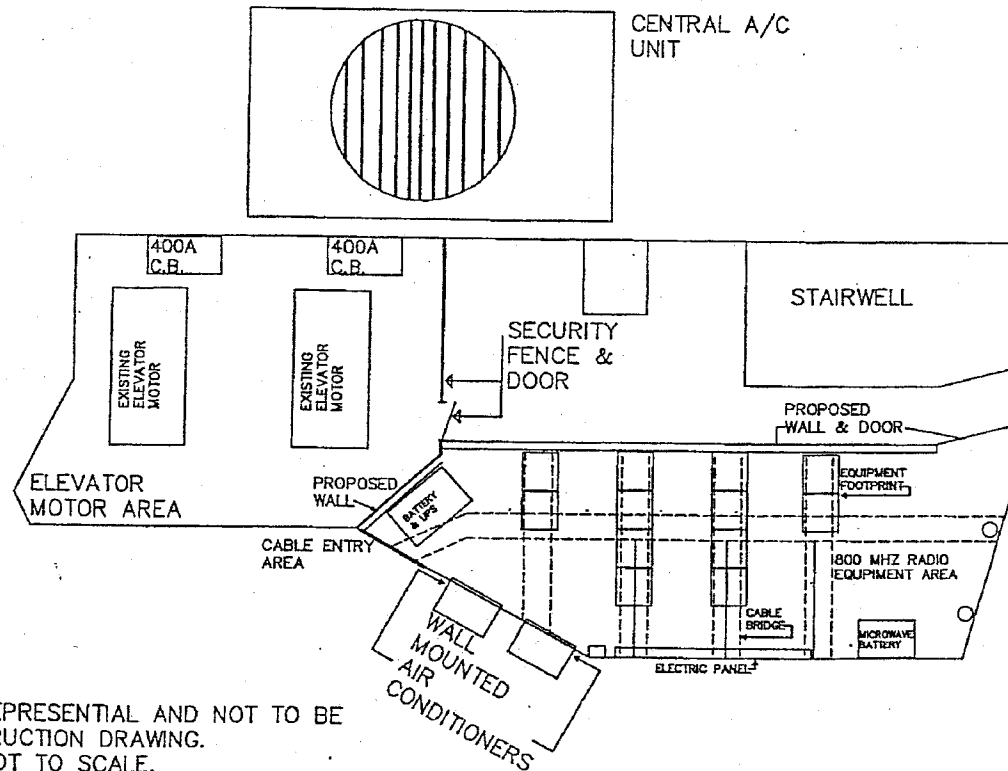 CENTRAL A/C
UNIT
400A
C.B.
400A
C.B.
STAIRWELL
EXISTING
ELEVATOR
MOTOR
EXISTING
ELEVATOR
MOTOR
SECURITY
FENCE &
DOOR
PROPOSED
WALL & DOOR
ELEVATOR
MOTOR AREA
PROPOSED
WALL
BATTERY
& UPS
EQUIPMENT
FOOTPRINT
CABLE ENTRY
AREA
800 MHZ RADIO
EQUPIMENT AREA
CABLE
BRIDGE
MICROWAVE
BATTERY
ELECTRIC PANEL
WALL
MOUNTED
AIR
CONDITIONERS
EPRESENTIAL AND NOT TO BE
RUCTION DRAWING.
OT TO SCALE.